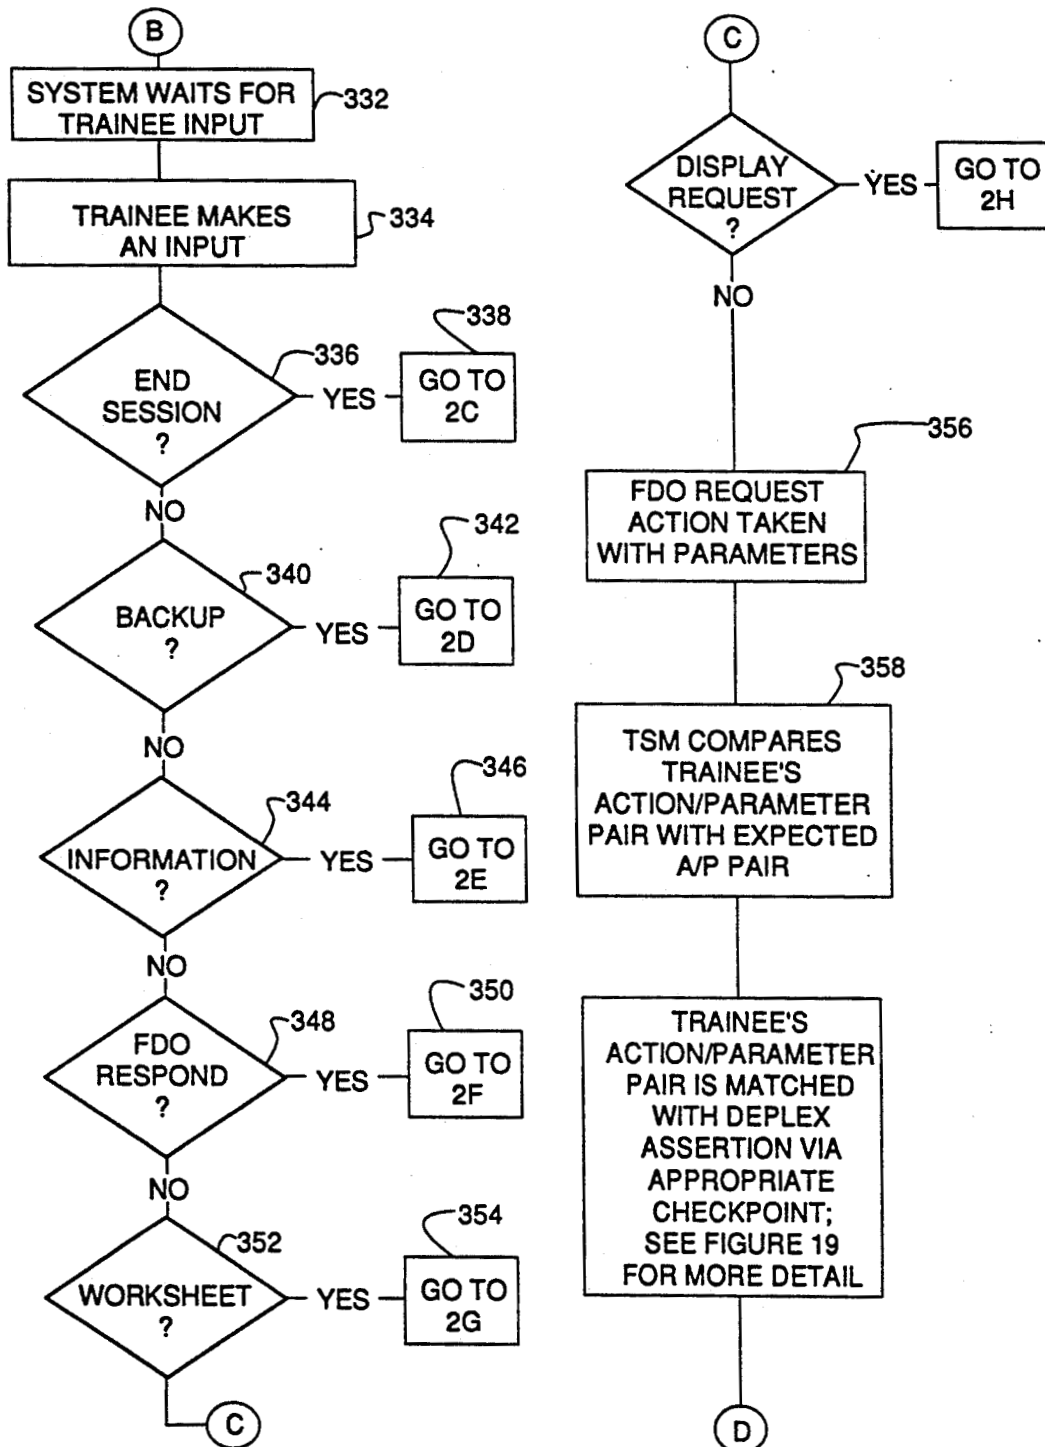 B
SYSTEM WAITS FOR
TRAINEE INPUT
332
TRAINEE MAKES
AN INPUT
334
END
SESSION
?
336
YES
338
GO TO
2C
NO
BACKUP
?
340
YES
342
GO TO
2D
NO
INFORMATION
?
344
YES
346
GO TO
2E
NO
FDO
RESPOND
?
348
YES
350
GO TO
2F
NO
WORKSHEET
?
352
YES
354
GO TO
2G
C
C
DISPLAY
REQUEST
?
YES
GO TO
2H
NO
356
FDO REQUEST
ACTION TAKEN
WITH PARAMETERS
358
TSM COMPARES
TRAINEE'S
ACTION/PARAMETER
PAIR WITH EXPECTED
A/P PAIR
TRAINEE'S
ACTION/PARAMETER
PAIR IS MATCHED
WITH DEPLEX
ASSERTION VIA
APPROPRIATE
CHECKPOINT;
SEE FIGURE 19
FOR MORE DETAIL
D